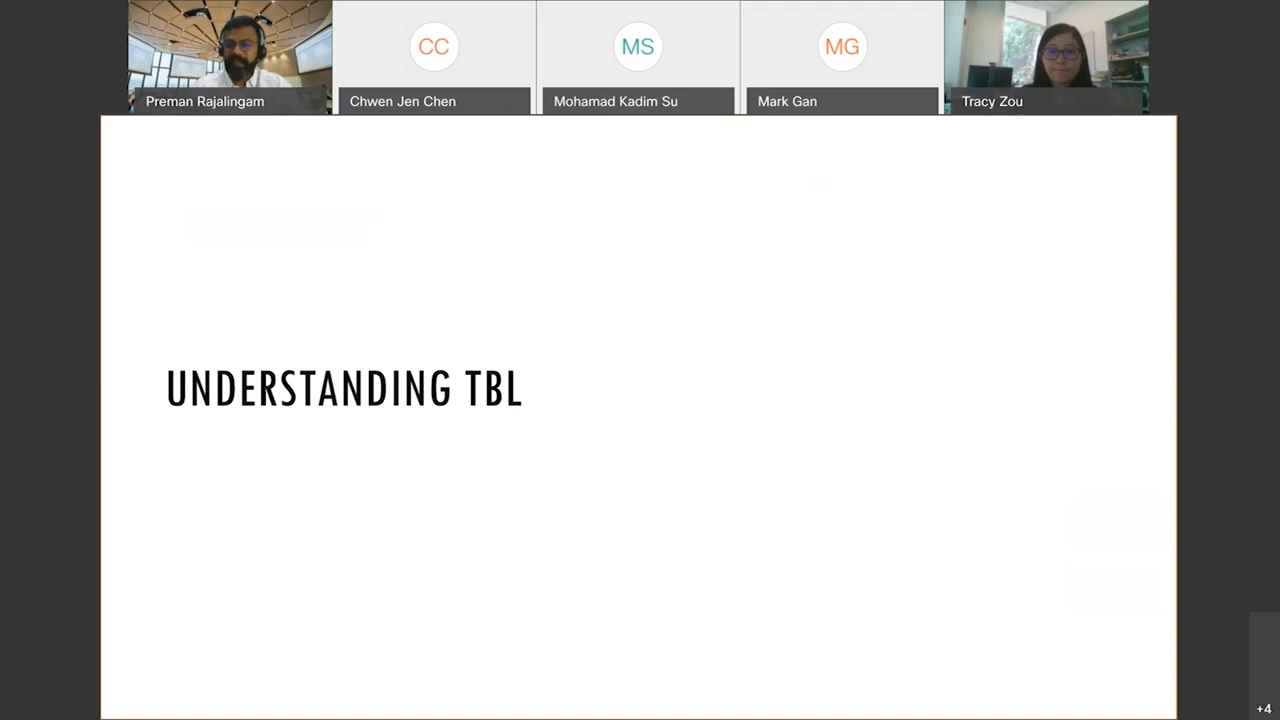 CC
MS
MG
Preman Rajalingam
Chwen Jen Chen
Mohamad Kadim Su
Mark Gan
Tracy Zou
UNDERSTANDING TBL
+4